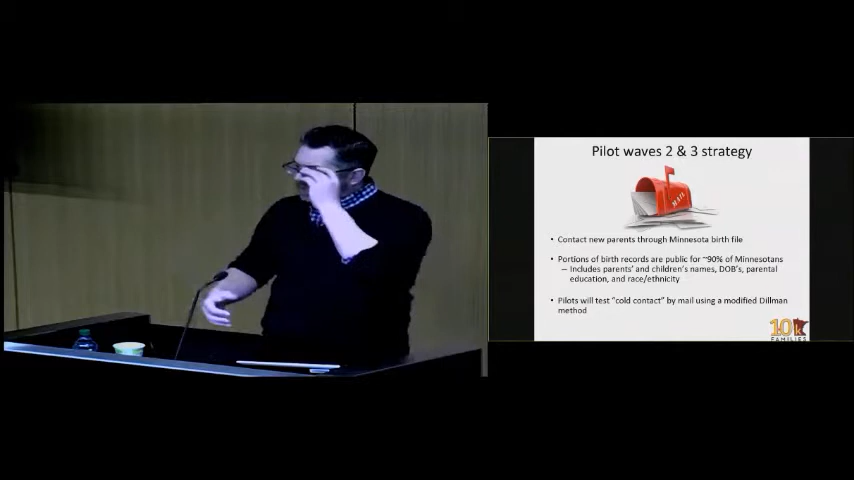 Pilot waves 2 & 3 strategy
MAIL
• Contact new parents through Minnesota birth file
• Portions of birth records are public for ~90% of Minnesotans
– Includes parents' and children's names, DOB's, parental
education, and race/ethnicity
• Pilots will test "cold contact" by mail using a modified Dillman
method
10k
FAMILIES